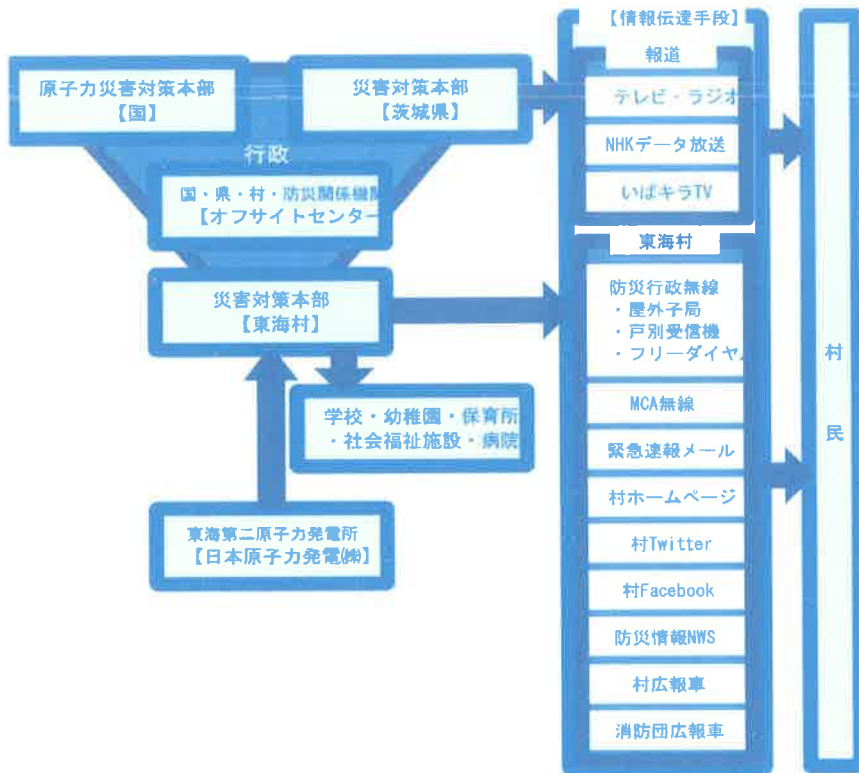 原子力災害対策本部
【国】
災害対策本部
【茨城県】
行政
国・県・村・防災関係機関
【オフサイトセンター
災害対策本部
【東海村】
学校・幼稚園・保育所
・社会福祉施設・病院
東海第二原子力発電所
【日本原子力発電㈱】
【情報伝達手段】
報道
テレビ・ラジオ
NHKデータ放送
いばキラTV
東海村
防災行政無線
・屋外子局
・戸別受信機
・フリーダイヤ
MCA無線
緊急速報メール
村ホームページ
村Twitter
村Facebook
防災情報NWS
村広報車
消防団広報車
村民